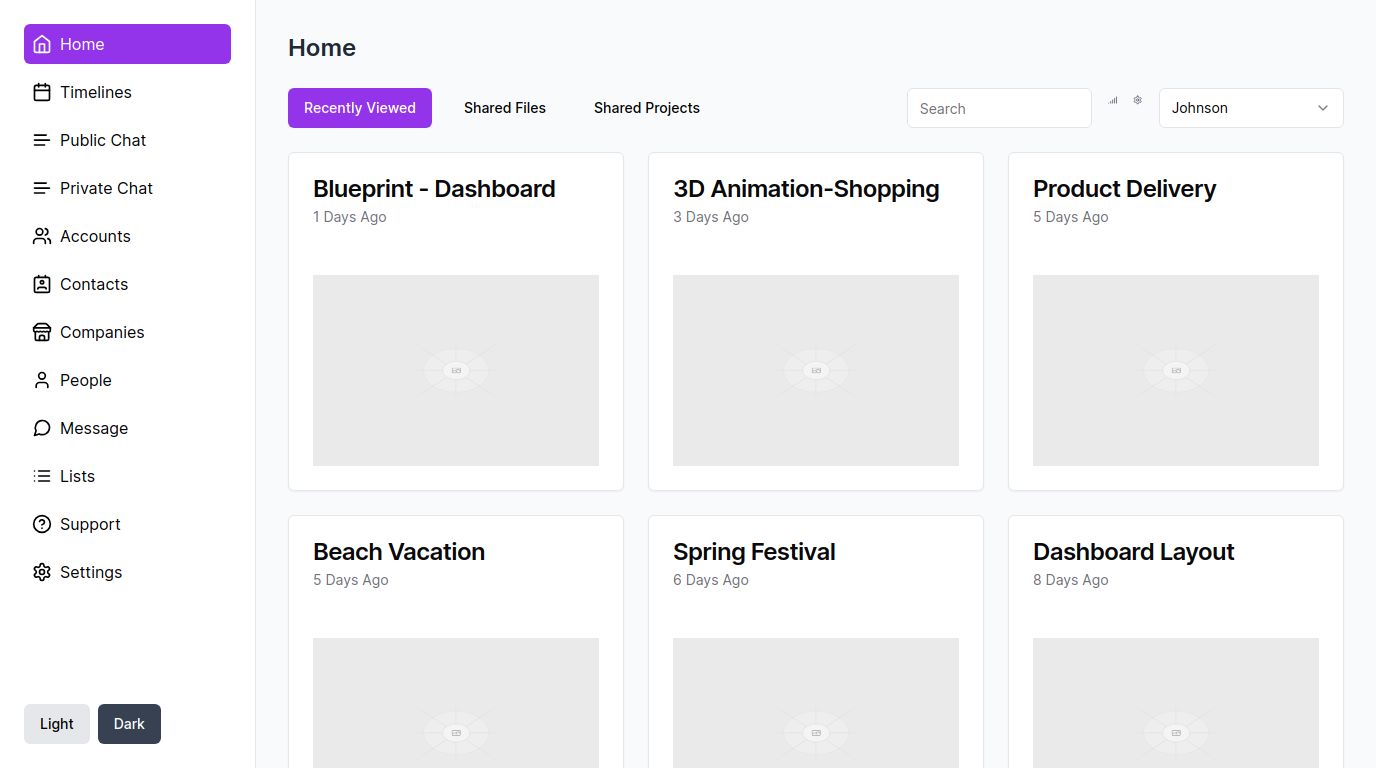 Home
Timelines
Public Chat
Private Chat
Accounts
Contacts
Companies
People
Message
Lists
Support
Settings
Light
Dark
Home
Recently Viewed
Shared Files
Shared Projects
Search
Johnson
Blueprint - Dashboard
1 Days Ago
3D Animation-Shopping
3 Days Ago
Product Delivery
5 Days Ago
Beach Vacation
5 Days Ago
Spring Festival
6 Days Ago
Dashboard Layout
8 Days Ago